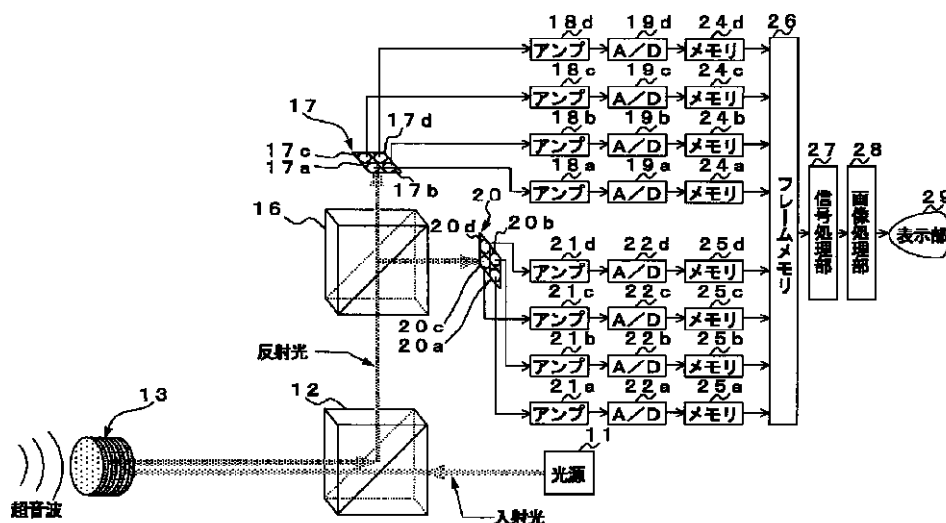 18d 19d 24d 26
アンプ A/D メモリ
18c 19c 24c
アンプ A/D メモリ
17 17d 18b 19b 24b
17c アンプ A/D メモリ
17a 18a 19a 24a
17b アンプ A/D メモリ
フレームメモリ
27 28
信号処理部 画像処理部
29
表示部
16 20
20d 20b
21d 22d 25d
アンプ A/D メモリ
21c 22c 25c
20c アンプ A/D メモリ
20a
反射光 21b 22b 25b
アンプ A/D メモリ
12 21a 22a 25a
アンプ A/D メモリ
13 11
光源
超音波 入射光